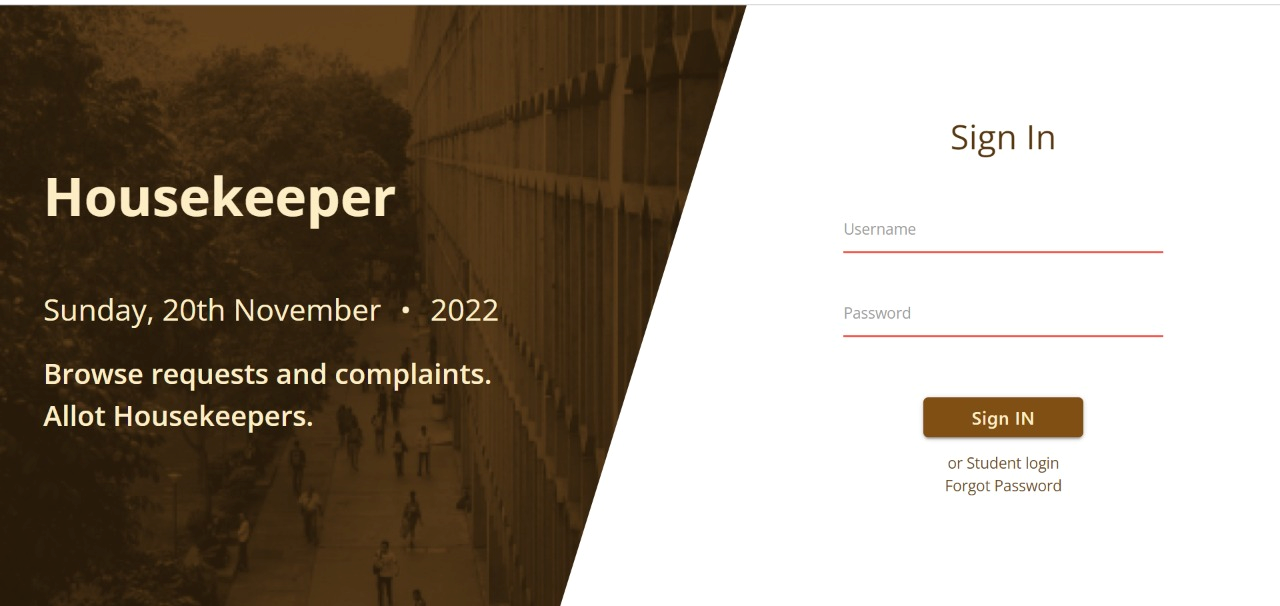 Housekeeper
Sunday, 20th November • 2022
Browse requests and complaints.
Allot Housekeepers.
Sign In
Username
Password
Sign IN
or Student login
Forgot Password